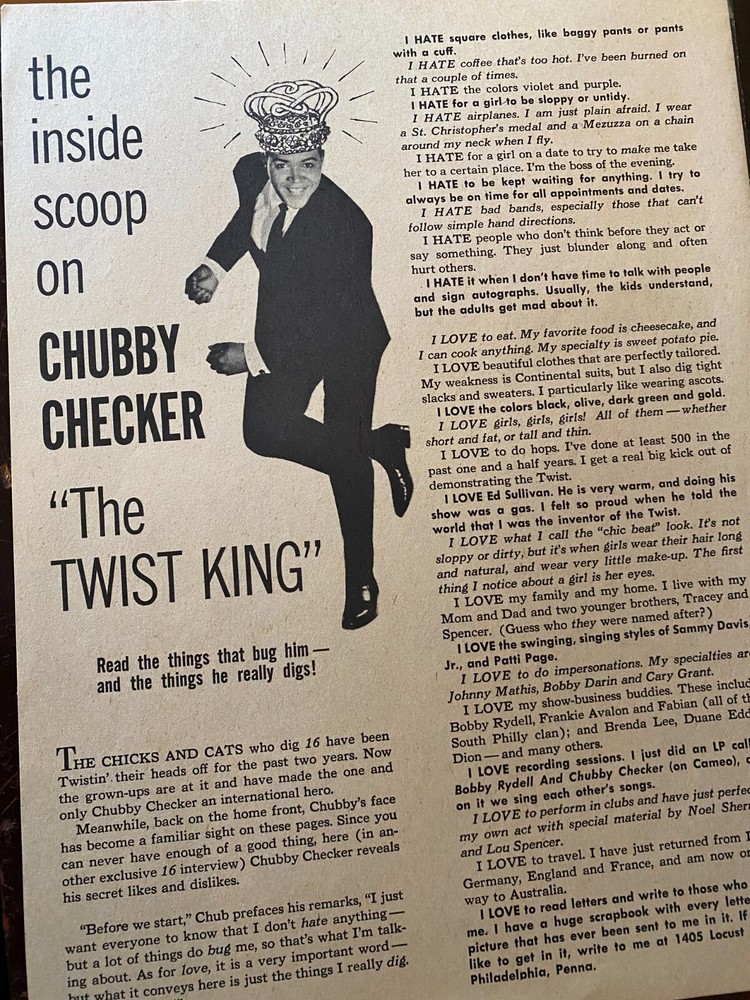 the
inside
scoop
on
CHUBBY
CHECKER
“The
TWIST KING”
Read the things that bug him —
and the things he really digs!
THE CHICKS AND CATS who dig 16 have been
Twistin’ their heads off for the past two years. Now
the grown-ups are at it and have made the one and
only Chubby Checker an international hero.
Meanwhile, back on the home front, Chubby’s face
has become a familiar sight on these pages. Since you
can never have enough of a good thing, here (in an-
other exclusive 16 interview) Chubby Checker reveals
his secret likes and dislikes.
“Before we start,” Chub prefaces his remarks, “I just
want everyone to know that I don’t hate anything—
but a lot of things do bug me, so that’s what I’m talk-
ing about. As for love, it is a very important word—
but what it conveys here is just the things I really dig.
I HATE square clothes, like baggy pants or pants
with a cuff.
I HATE coffee that’s too hot. I’ve been burned on
that a couple of times.
I HATE the colors violet and purple.
I HATE for a girl to be sloppy or untidy.
I HATE airplanes. I am just plain afraid. I wear
a St. Christopher’s medal and a Mezuzza on a chain
around my neck when I fly.
I HATE for a girl on a date to try to make me take
her to a certain place. I’m the boss of the evening.
I HATE to be kept waiting for anything. I try to
always be on time for all appointments and dates.
I HATE bad bands, especially those that can’t
follow simple hand directions.
I HATE people who don’t think before they act or
say something. They just blunder along and often
hurt others.
I HATE it when I don’t have time to talk with people
and sign autographs. Usually, the kids understand,
but the adults get mad about it.
I LOVE to eat. My favorite food is cheesecake, and
I can cook anything. My specialty is sweet potato pie.
I LOVE beautiful clothes that are perfectly tailored.
My weakness is Continental suits, but I also dig tight
slacks and sweaters. I particularly like wearing ascots.
I LOVE the colors black, olive, dark green and gold.
I LOVE girls, girls, girls! All of them — whether
short and fat, or tall and thin.
I LOVE to do hops. I’ve done at least 500 in the
past one and a half years. I get a real big kick out of
demonstrating the Twist.
I LOVE Ed Sullivan. He is very warm, and doing his
show was a gas. I felt so proud when he told the
world that I was the inventor of the Twist.
I LOVE what I call the “chic beat” look. It’s not
sloppy or dirty, but it’s when girls wear their hair long
and natural, and wear very little make-up. The first
thing I notice about a girl is her eyes.
I LOVE my family and my home. I live with my
Mom and Dad and two younger brothers, Tracey and
Spencer. (Guess who they were named after?)
I LOVE the swinging, singing styles of Sammy Davis,
Jr., and Patti Page.
I LOVE to do impersonations. My specialties ar
Johnny Mathis, Bobby Darin and Cary Grant.
I LOVE my show-business buddies. These includ
Bobby Rydell, Frankie Avalon and Fabian (all of th
South Philly clan); and Brenda Lee, Duane Edd
Dion — and many others.
I LOVE recording sessions. I just did an LP call
Bobby Rydell And Chubby Checker (on Cameo), a
on it we sing each other’s songs.
I LOVE to perform in clubs and have just perfec
my own act with special material by Noel Sher
and Lou Spencer.
I LOVE to travel. I have just returned from I
Germany, England and France, and am now on
way to Australia.
I LOVE to read letters and write to those who
me. I have a huge scrapbook with every lette
picture that has ever been sent to me in it. If
like to get in it, write to me at 1405 Locust
Philadelphia, Penna.